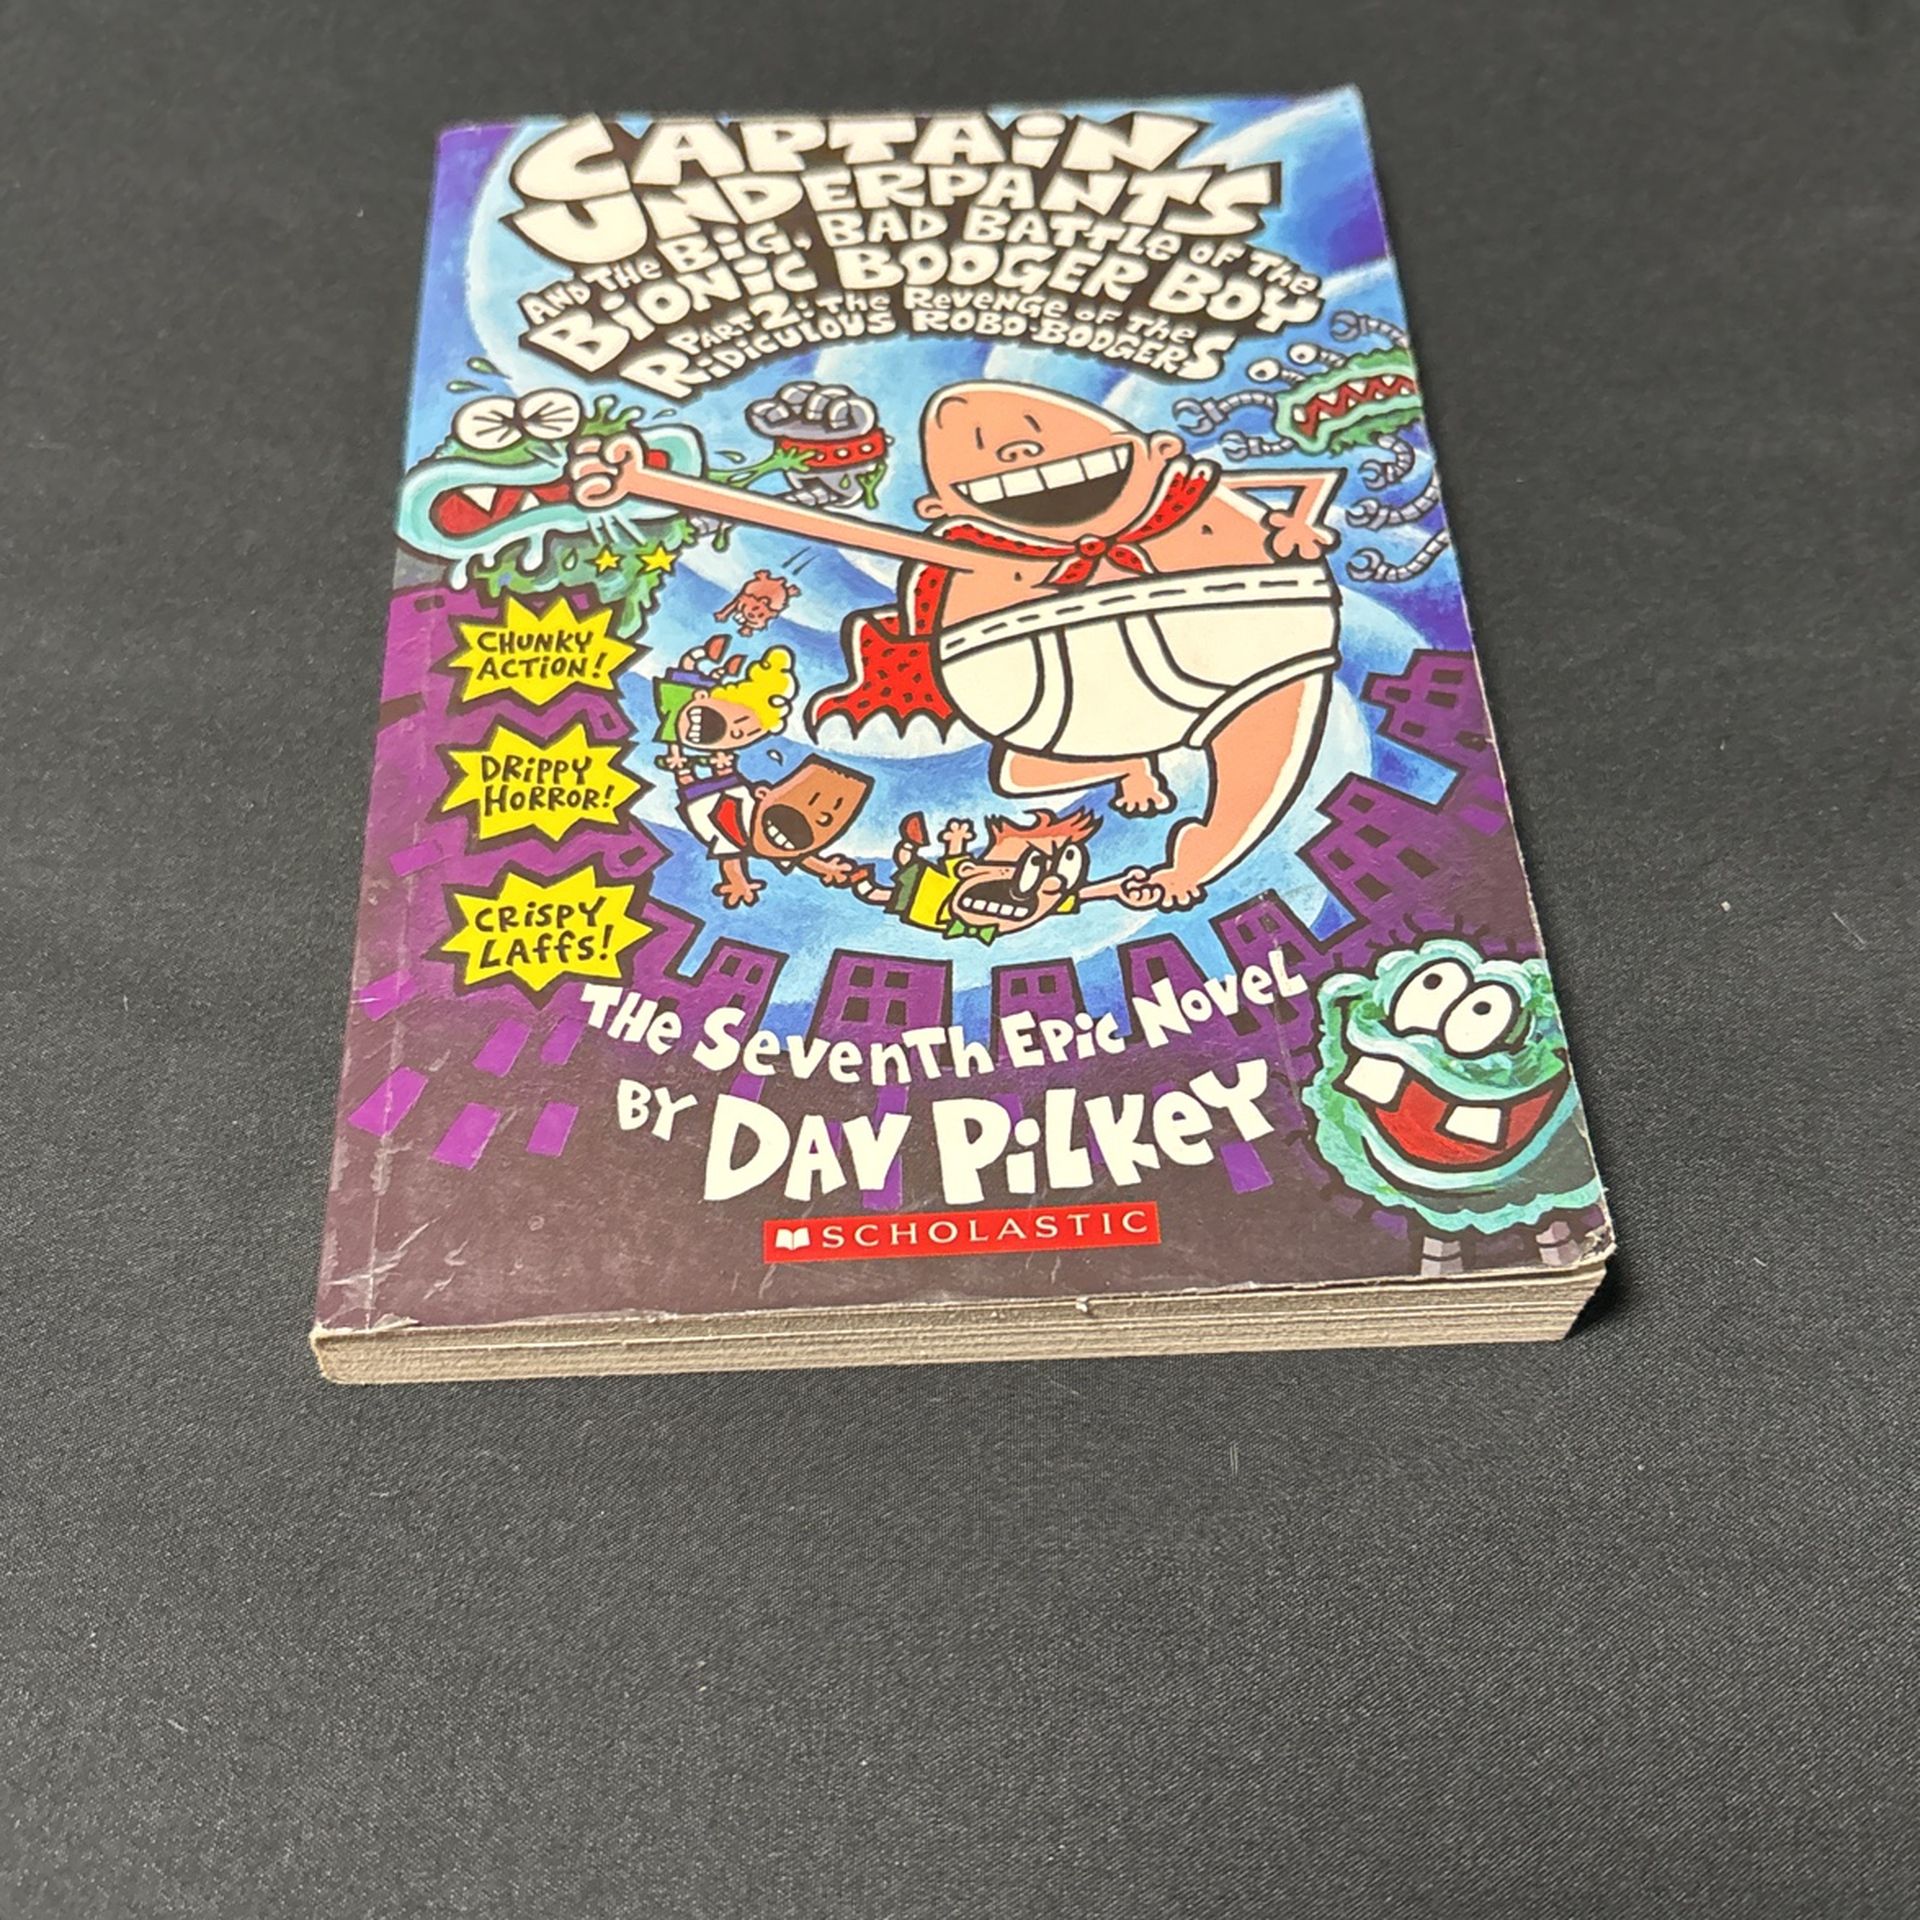 CAPTAiN
UNDERPANTS
AND THe BiG, BAD BATTLe OF THe
BiONiC BOOGER BOY
PART 2: THe ReveNGe OF THe
RiDiCULOUS ROBO-BOOGERS
CHUNKY
ACTION!
DRiPPY
HORROR!
CRiSPY
LAffS!
THe SeveNTh EPiC NoveL
BY DAV PiLKeY
SCHOLASTIC